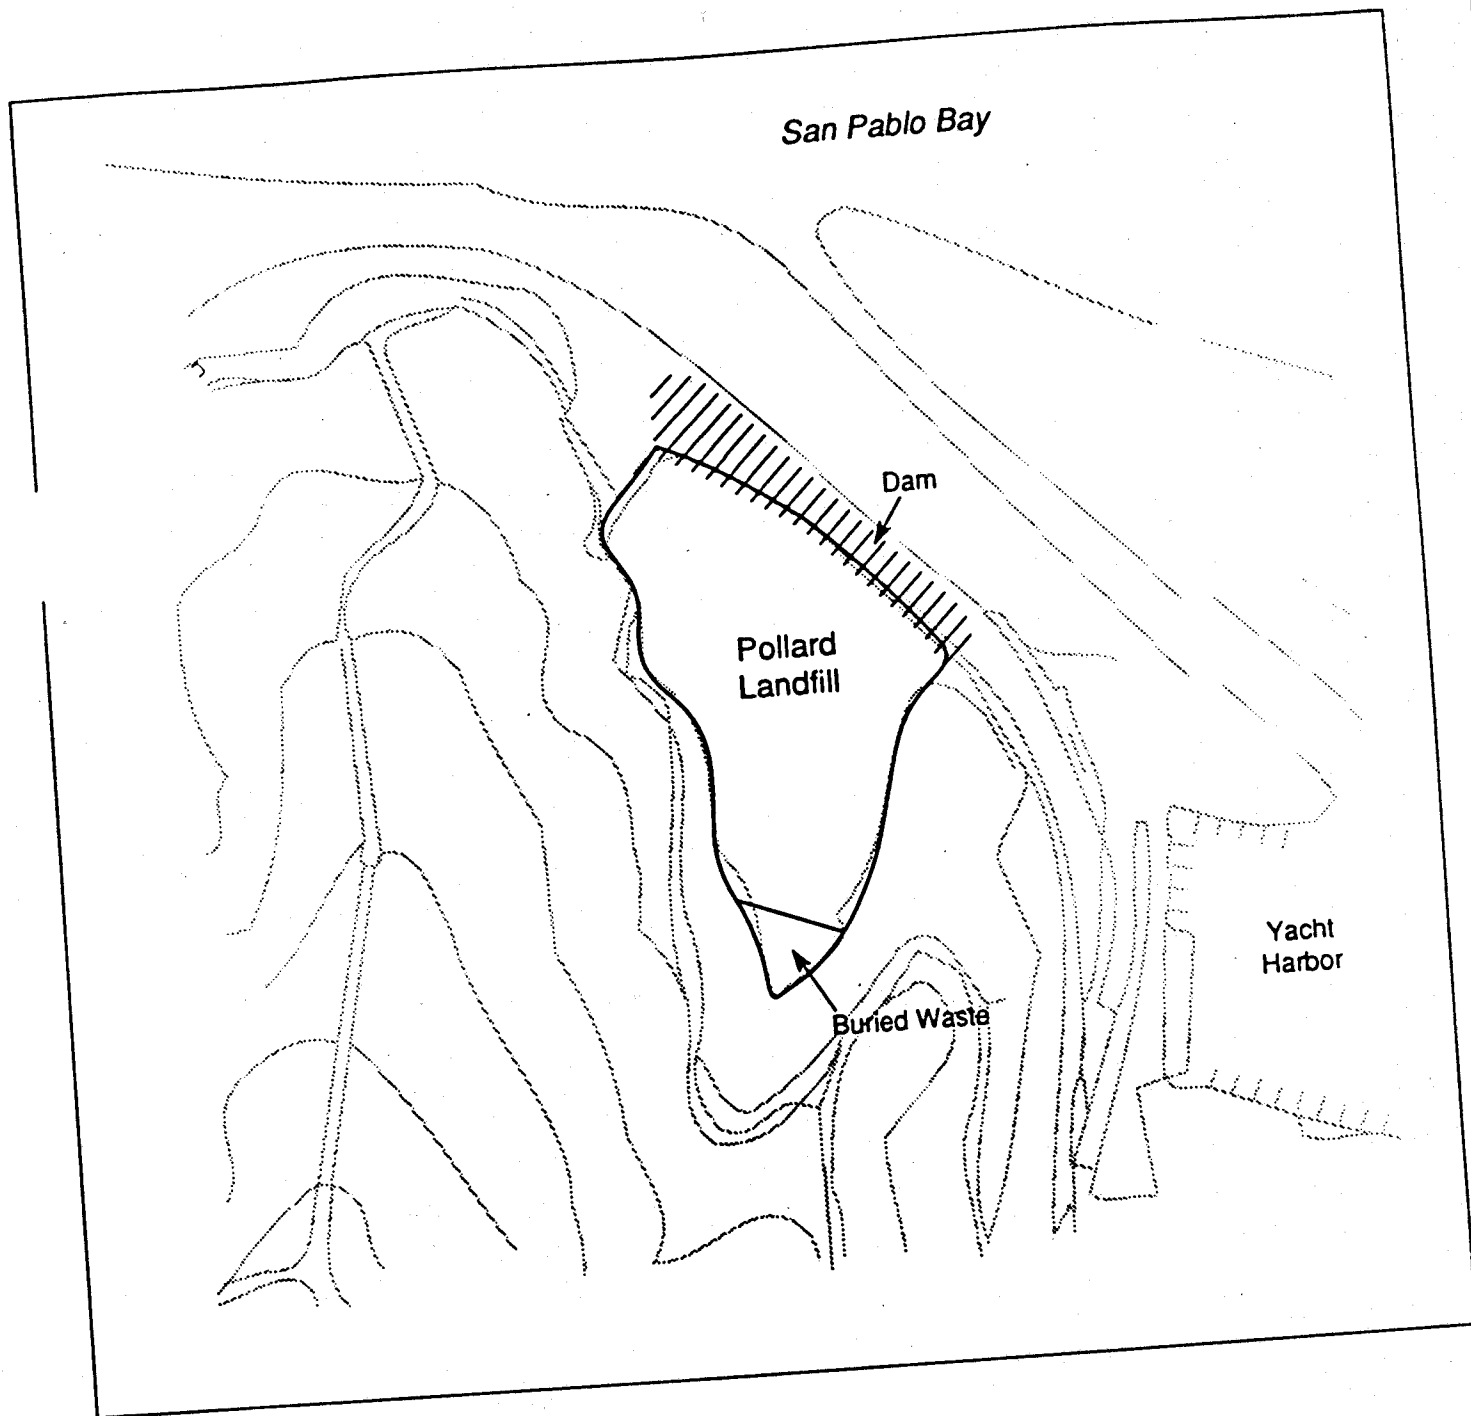 San Pablo Bay
Dam
Pollard
Landfill
Yacht
Harbor
Buried Waste